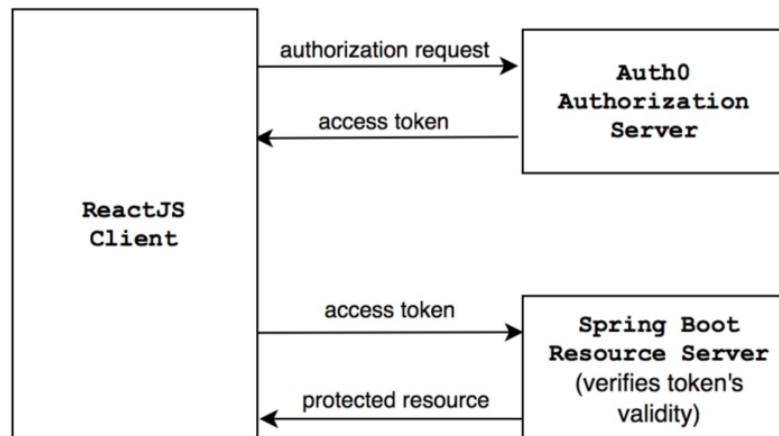 authorization request
Auth0
Authorization
Server
access token
ReactJS
Client
access token
Spring Boot
Resource Server
(verifies token's
validity)
protected resource